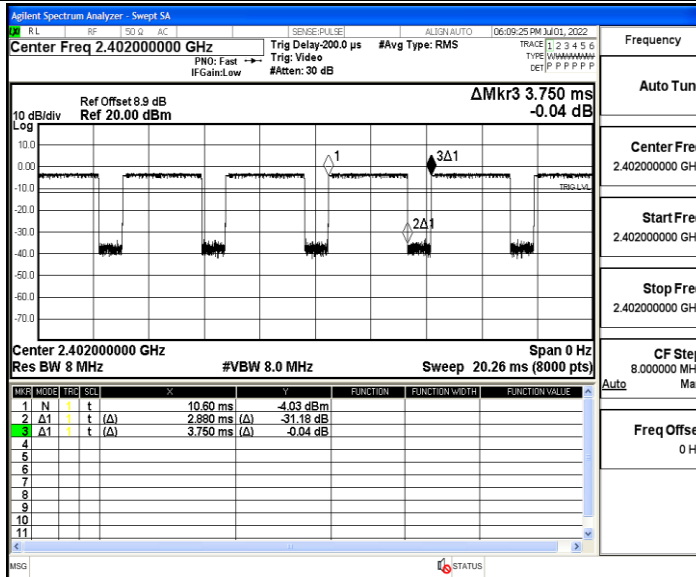 Agilent Spectrum Analyzer - Swept SA
RL RF 50 Ω AC SENSE:PULSE ALIGN AUTO 06:09:25 PM Jul 01, 2022
Center Freq 2.402000000 GHz
PNO: Fast
IFGain:Low
Trig Delay-200.0 µs
Trig: Video
#Atten: 30 dB
#Avg Type: RMS
TRACE 1 2 3 4 5 6
TYPE
DET P P P P P P
Ref Offset 8.9 dB
10 dB/div Ref 20.00 dBm
Log
ΔMkr3 3.750 ms
-0.04 dB
10.0
0.00
-10.0
-20.0
-30.0
-40.0
-50.0
-60.0
-70.0
1
3Δ1
TRIG LVL
2Δ1
Center 2.402000000 GHz Span 0 Hz
Res BW 8 MHz #VBW 8.0 MHz Sweep 20.26 ms (8000 pts)
MKR MODE TRC SCL X Y FUNCTION FUNCTION WIDTH FUNCTION VALUE
1 N 1 t 10.60 ms -4.03 dBm
2 Δ1 1 t (Δ) 2.880 ms (Δ) -31.18 dB
3 Δ1 1 t (Δ) 3.750 ms (Δ) -0.04 dB
4
5
6
7
8
9
10
11
MSG STATUS
Frequency
Auto Tun
Center Fre
2.402000000 GH
Start Fre
2.402000000 GH
Stop Fre
2.402000000 GH
CF Ste
8.000000 MH
Auto Ma
Freq Offse
0 H